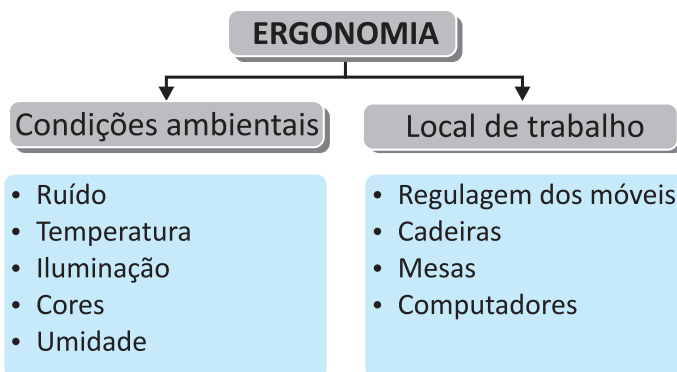 ERGONOMIA
Condições ambientais
• Ruído
• Temperatura
• Iluminação
• Cores
• Umidade
Local de trabalho
• Regulagem dos móveis
• Cadeiras
• Mesas
• Computadores